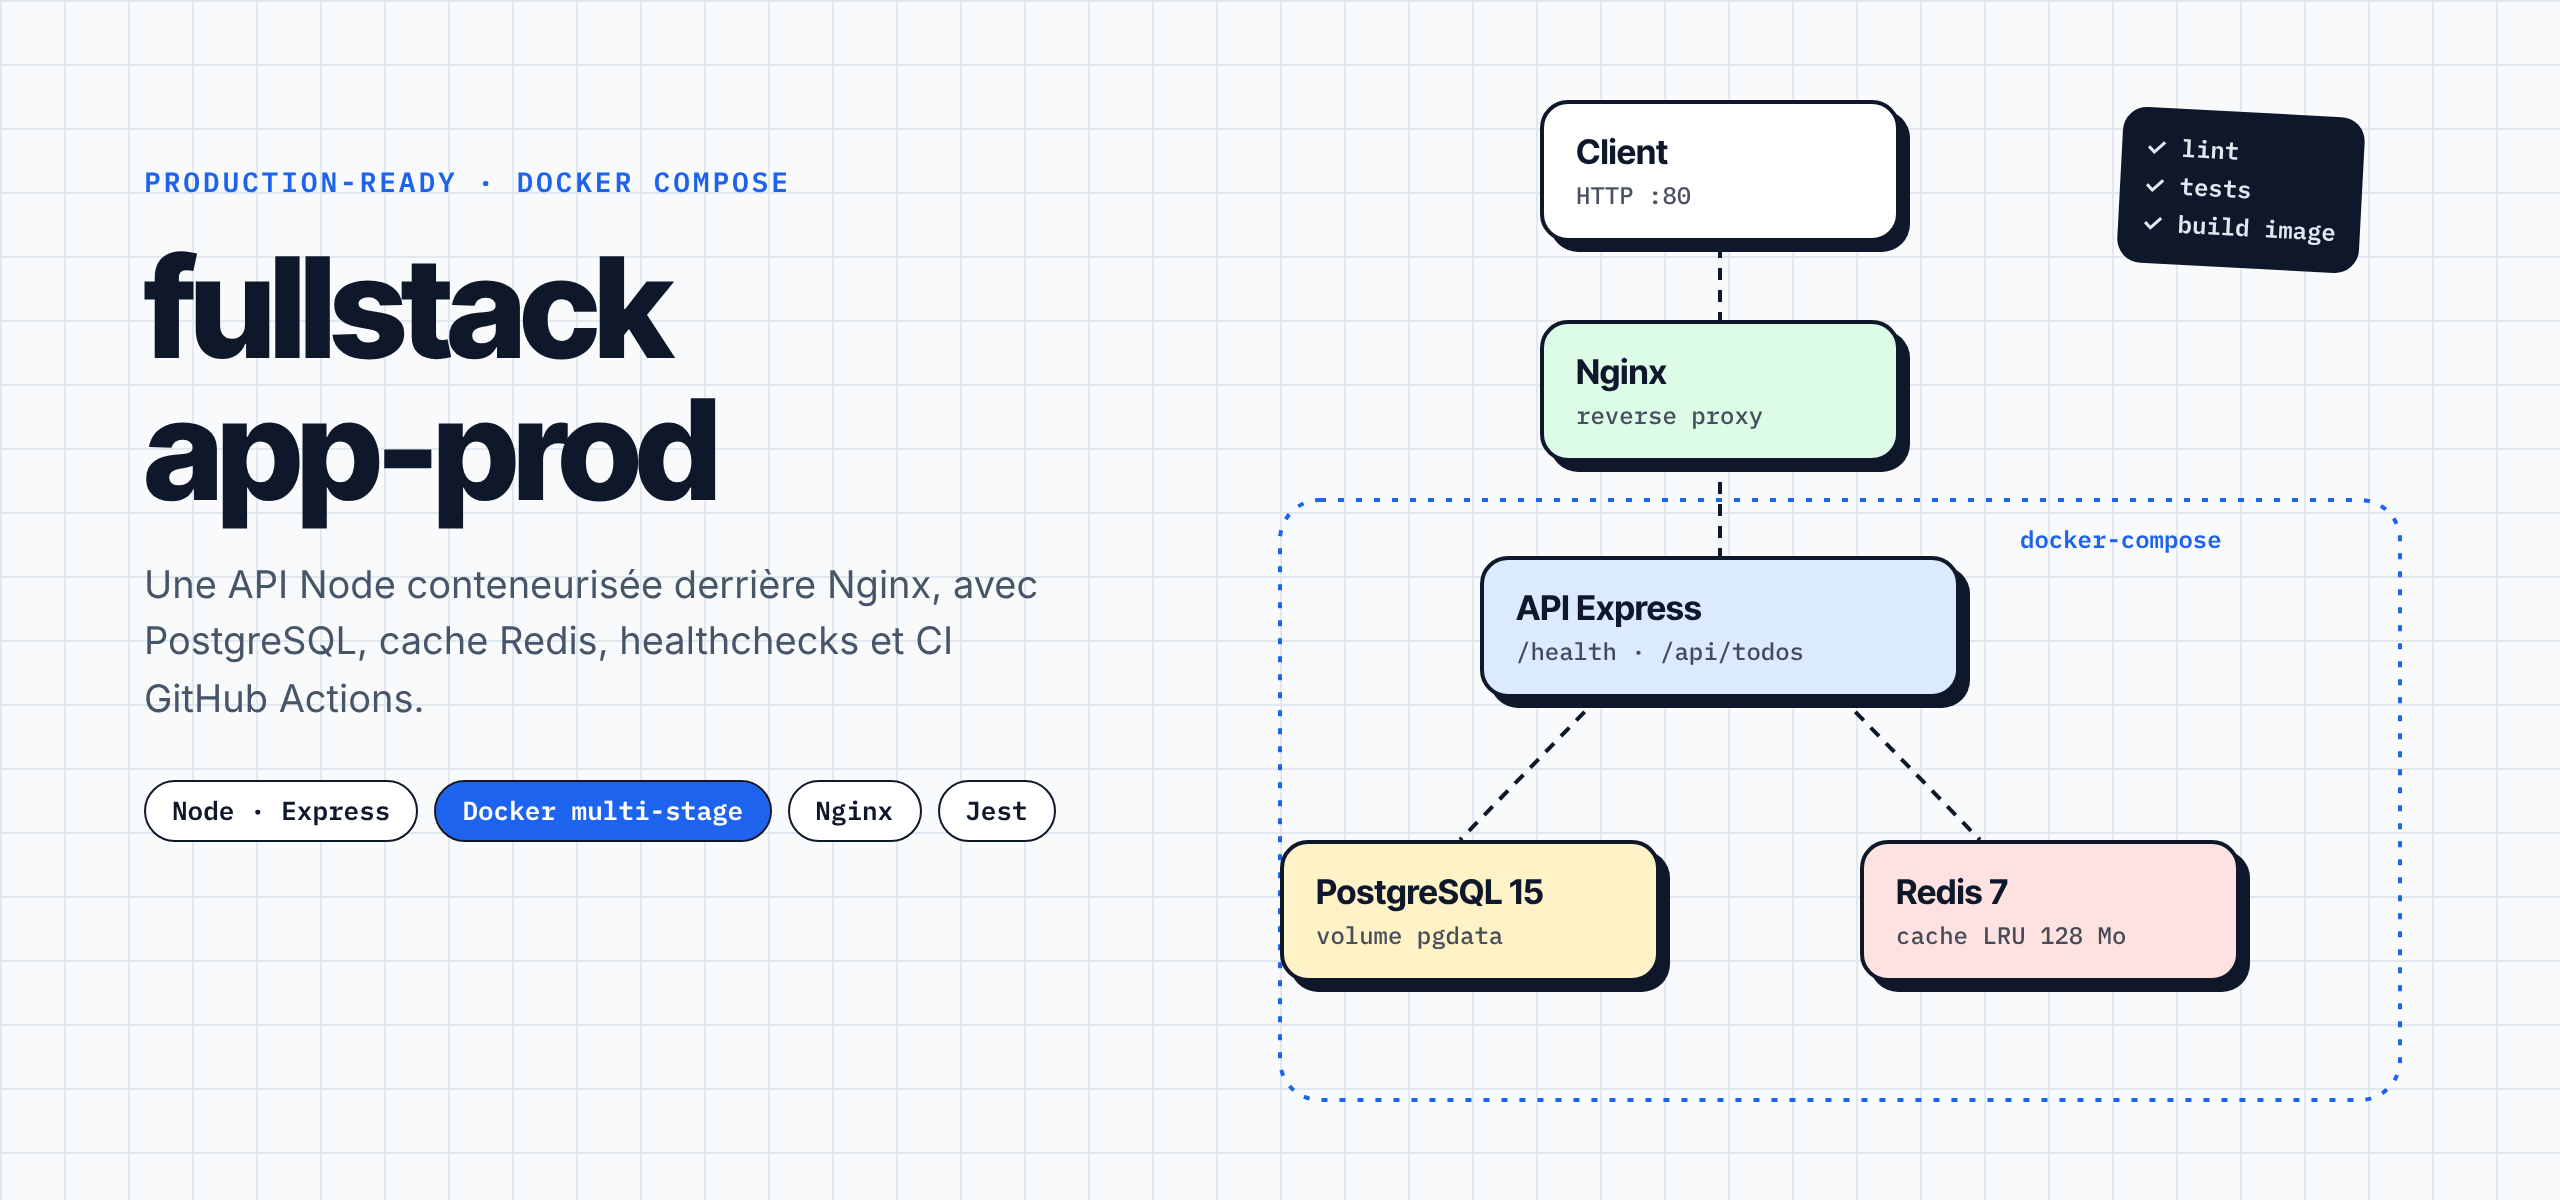 PRODUCTION-READY · DOCKER COMPOSE
fullstack
app-prod
Une API Node conteneurisée derrière Nginx, avec
PostgreSQL, cache Redis, healthchecks et CI
GitHub Actions.
Node · Express
Docker multi-stage
Nginx
Jest
Client
HTTP :80
✓ lint
✓ tests
✓ build image
Nginx
reverse proxy
docker-compose
API Express
/health · /api/todos
PostgreSQL 15
volume pgdata
Redis 7
cache LRU 128 Mo